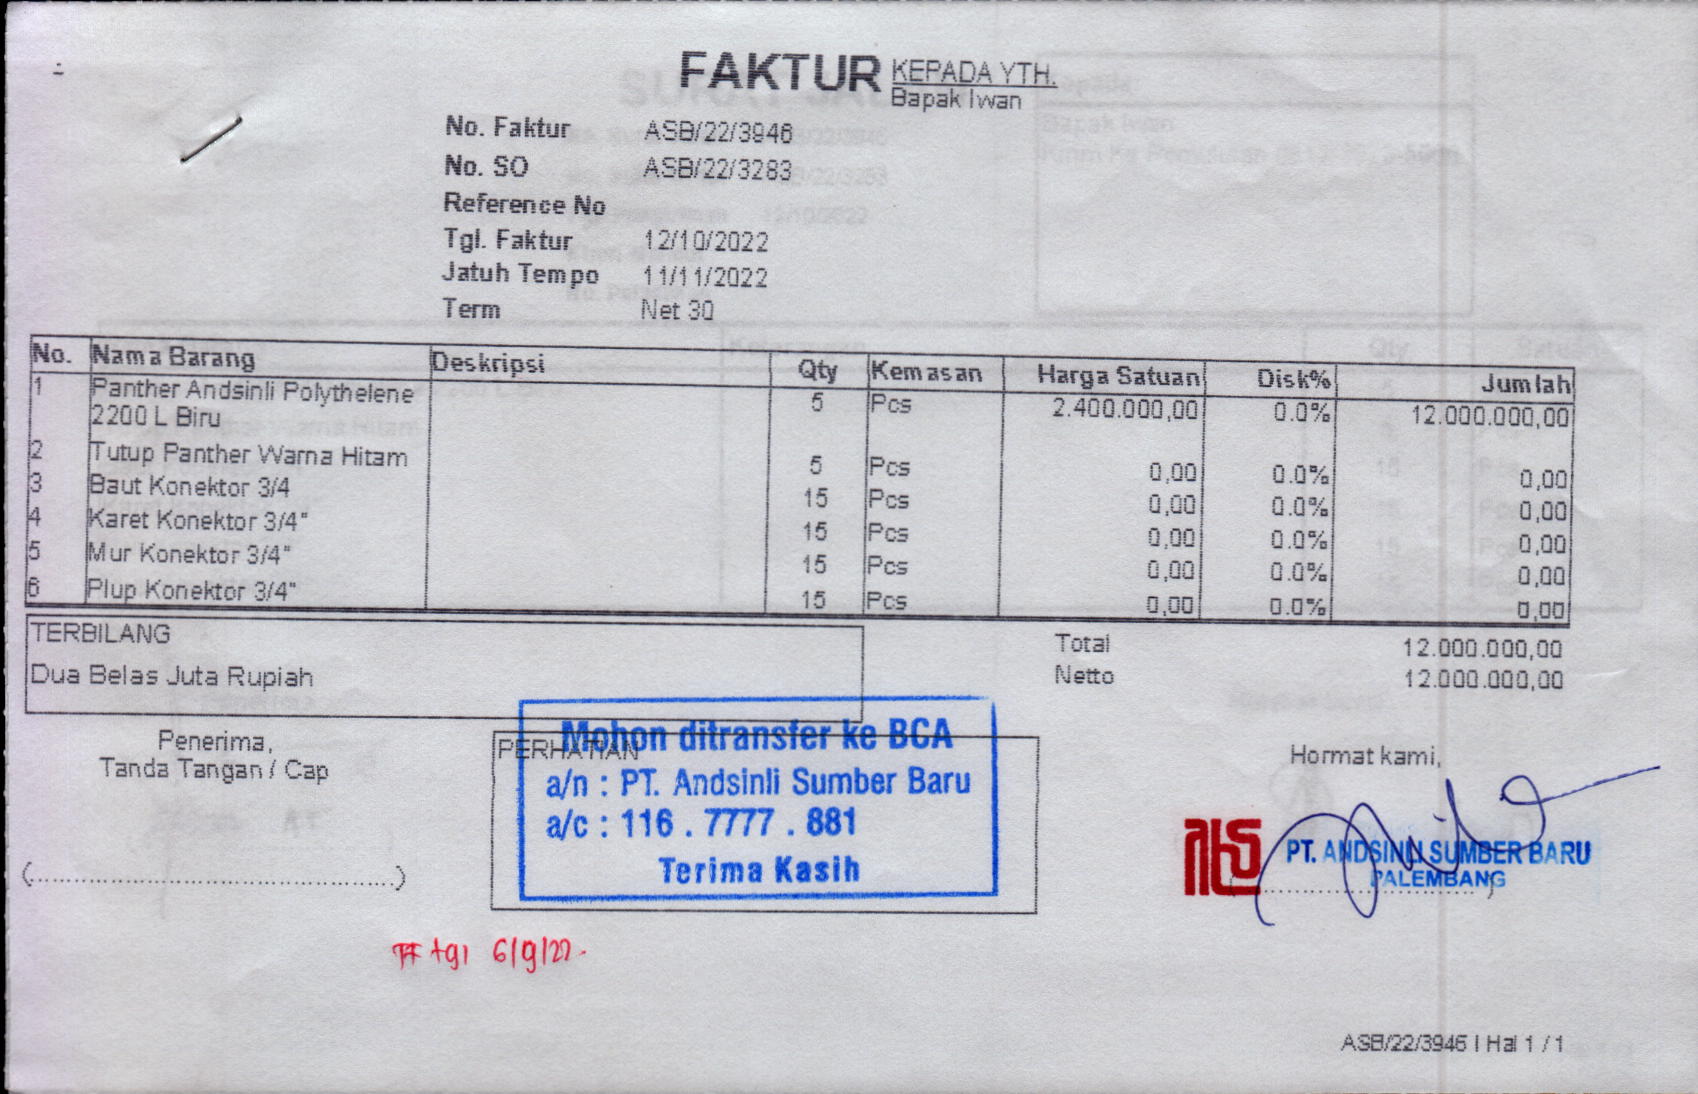 FAKTUR
KEPADA YTH.
Bapak Iwan
No. Faktur ASB/22/3946
No. SO ASB/22/3283
Reference No
Tgl. Faktur 12/10/2022
Jatuh Tempo 11/11/2022
Term Net 30
No. Nama Barang Deskripsi Qty Kemasan Harga Satuan Disk% Jumlah
1 Panther Andsinli Polythelene 5 Pcs 2.400.000,00 0.0% 12.000.000,00
2200 L Biru
2 Tutup Panther Warna Hitam 5 Pcs 0,00 0.0% 0,00
3 Baut Konektor 3/4 15 Pcs 0,00 0.0% 0,00
4 Karet Konektor 3/4" 15 Pcs 0,00 0.0% 0,00
5 Mur Konektor 3/4" 15 Pcs 0,00 0.0% 0,00
6 Plup Konektor 3/4" 15 Pcs 0,00 0.0% 0,00
TERBILANG
Dua Belas Juta Rupiah
Total 12.000.000,00
Netto 12.000.000,00
Penerima,
Tanda Tangan / Cap
(..................................................)
PERHATIAN
Mohon ditransfer ke BCA
a/n : PT. Andsinli Sumber Baru
a/c : 116 . 7777 . 881
Terima Kasih
Hormat kami,
PT. ANDSINLI SUMBER BARU
PALEMBANG
TF tgl 6/9/22.
ASB/22/3946 | Hal 1 / 1